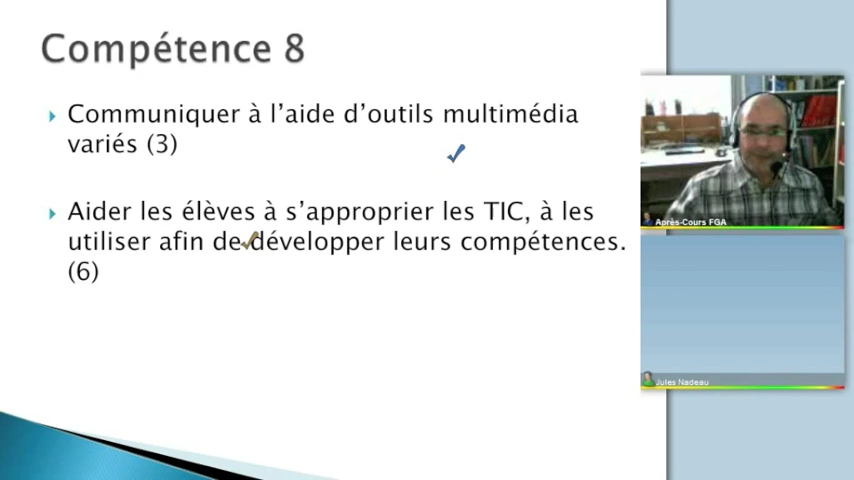 Compétence 8
Communiquer à l’aide d’outils multimédia
variés (3)
Aider les élèves à s’approprier les TIC, à les
utiliser afin de développer leurs compétences.
(6)
Après-Cours FGA
Jules Nadeau